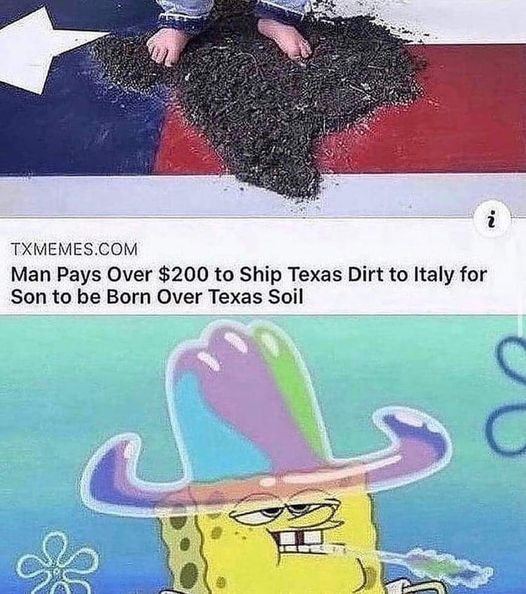 i
TXMEMES.COM
Man Pays Over $200 to Ship Texas Dirt to Italy for
Son to be Born Over Texas Soil